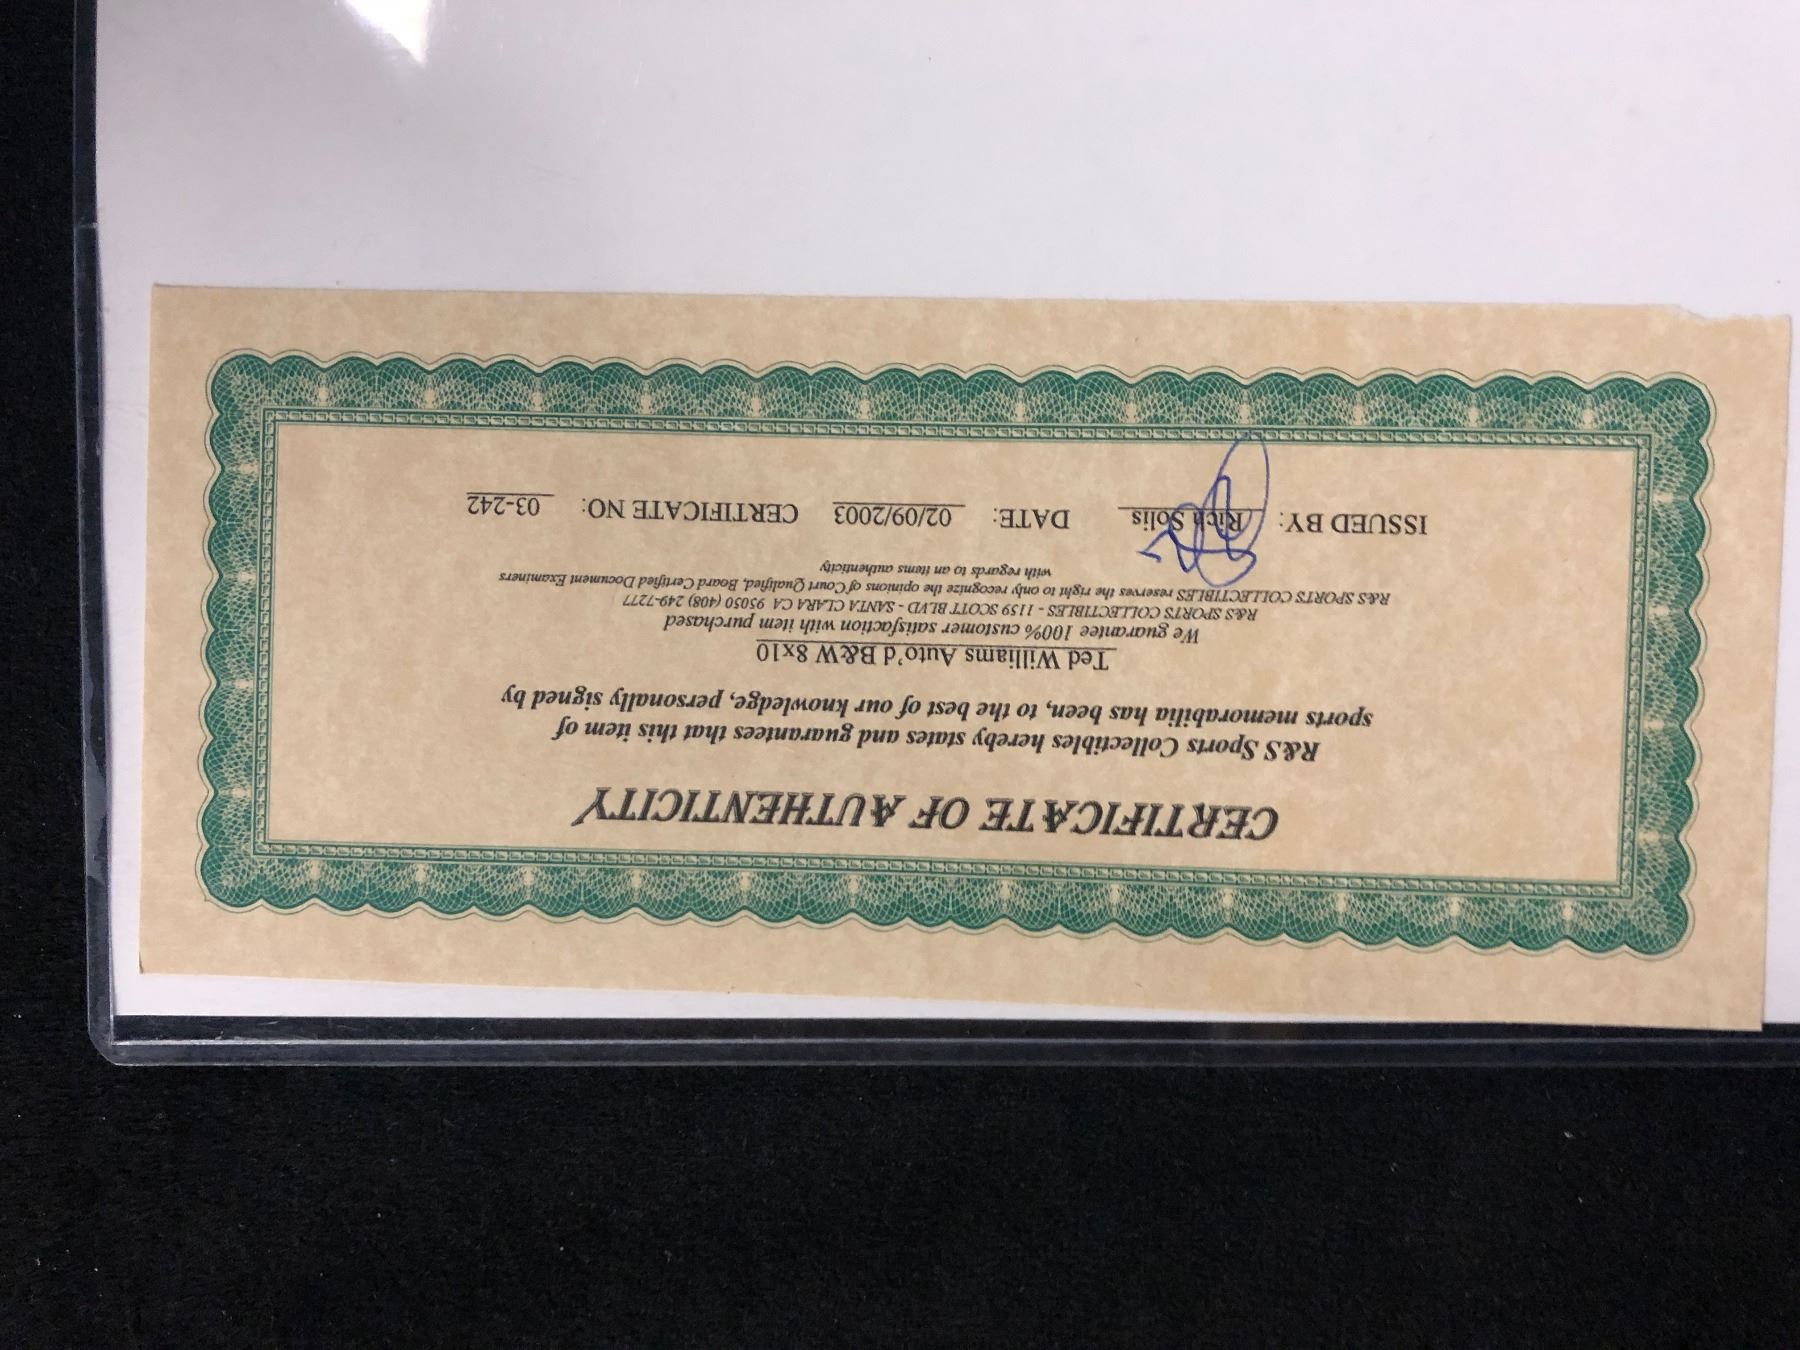 CERTIFICATE OF AUTHENTICITY
R&S Sports Collectibles hereby states and guarantees that this item of
sports memorabilia has been, to the best of our knowledge, personally signed by
Ted Williams Auto'd B&W 8x10
We guarantee 100% customer satisfaction with item purchased
R&S SPORTS COLLECTIBLES - 1159 SCOTT BLVD - SANTA CLARA CA 95050 (408) 249-7277
R&S SPORTS COLLECTIBLES reserves the right to only recognize the opinions of Court Qualified, Board Certified Document Examiners
with regards to an items authenticity
ISSUED BY: Rich Solis DATE: 02/09/2003 CERTIFICATE NO: 03-242